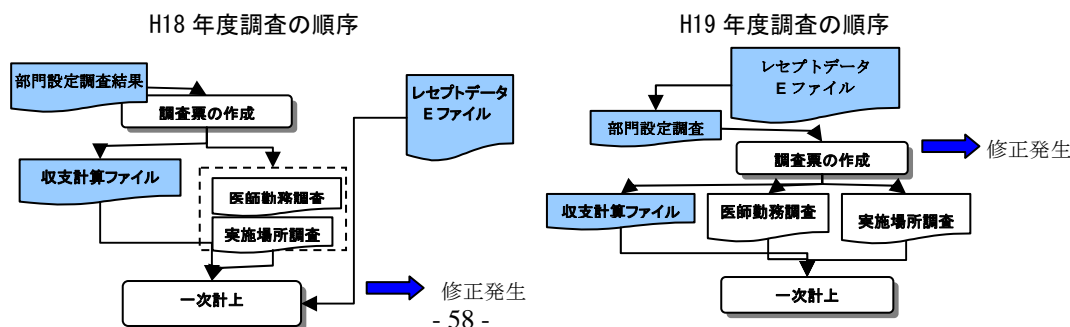 H18 年度調査の順序
部門設定調査結果
調査票の作成
レセプトデータ
E ファイル
収支計算ファイル
医師勤務調査
実施場所調査
一次計上
修正発生
H19 年度調査の順序
レセプトデータ
E ファイル
部門設定調査
調査票の作成
修正発生
収支計算ファイル
医師勤務調査
実施場所調査
一次計上
- 58 -